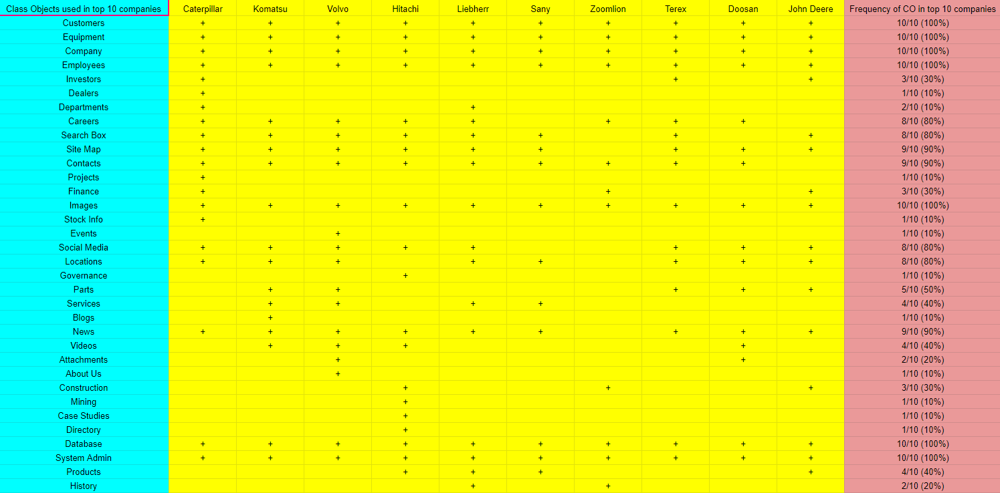 Class Objects used in top 10 companies Caterpillar Komatsu Volvo Hitachi Liebherr Sany Zoomlion Terex Doosan John Deere Frequency of CO in top 10 companies
Customers + + + + + + + + + + 10/10 (100%)
Equipment + + + + + + + + + + 10/10 (100%)
Company + + + + + + + + + + 10/10 (100%)
Employees + + + + + + + + + + 10/10 (100%)
Investors + + + 3/10 (30%)
Dealers + 1/10 (10%)
Departments + + 2/10 (10%)
Careers + + + + + + + + 8/10 (80%)
Search Box + + + + + + + + 8/10 (80%)
Site Map + + + + + + + + + 9/10 (90%)
Contacts + + + + + + + + + 9/10 (90%)
Projects + 1/10 (10%)
Finance + + + 3/10 (30%)
Images + + + + + + + + + + 10/10 (100%)
Stock Info + 1/10 (10%)
Events + 1/10 (10%)
Social Media + + + + + + + + 8/10 (80%)
Locations + + + + + + + + 8/10 (80%)
Governance + 1/10 (10%)
Parts + + + + + 5/10 (50%)
Services + + + + 4/10 (40%)
Blogs + 1/10 (10%)
News + + + + + + + + + 9/10 (90%)
Videos + + + + 4/10 (40%)
Attachments + + 2/10 (20%)
About Us + 1/10 (10%)
Construction + + + 3/10 (30%)
Mining + 1/10 (10%)
Case Studies + 1/10 (10%)
Directory + 1/10 (10%)
Database + + + + + + + + + + 10/10 (100%)
System Admin + + + + + + + + + + 10/10 (100%)
Products + + + + 4/10 (40%)
History + + 2/10 (20%)